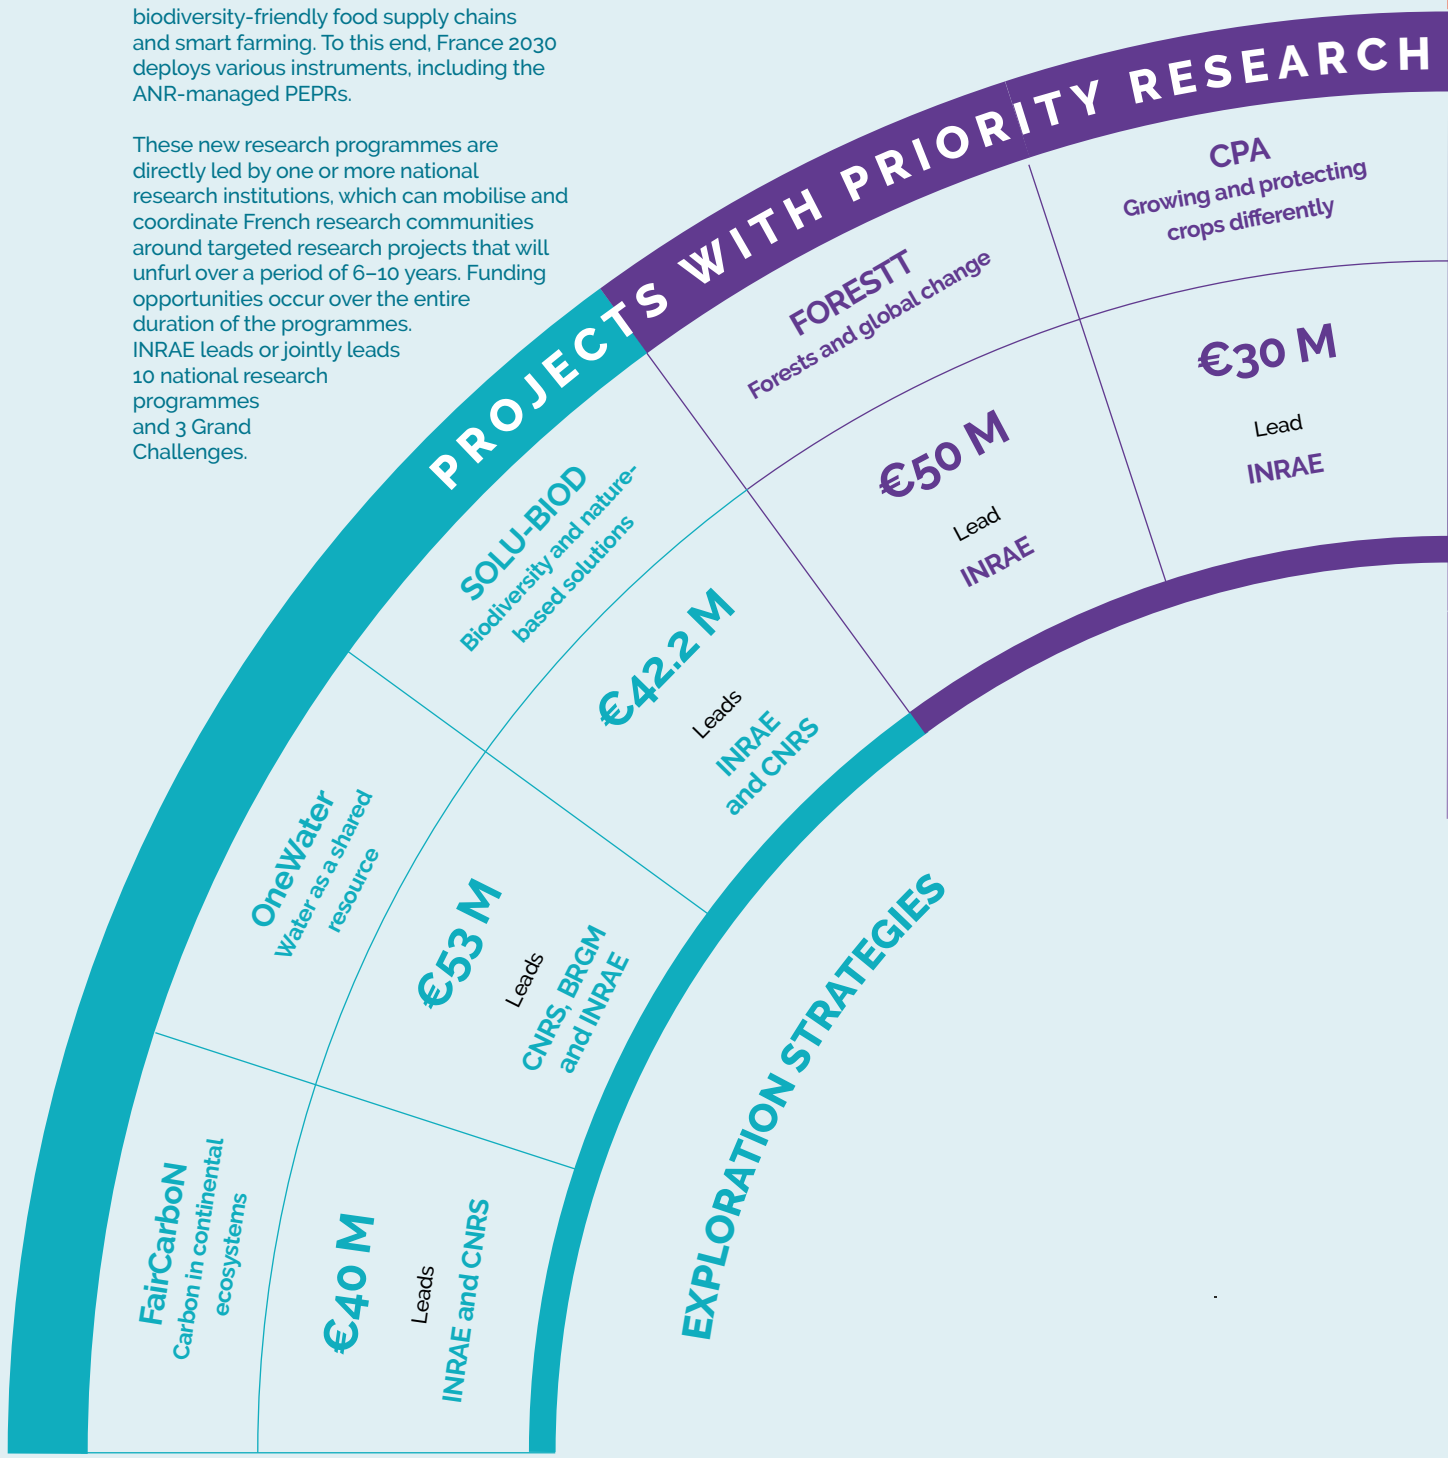 biodiversity-friendly food supply chains
and smart farming. To this end, France 2030
deploys various instruments, including the
ANR-managed PEPRs.
These new research programmes are
directly led by one or more national
research institutions, which can mobilise and
coordinate French research communities
around targeted research projects that will
unfurl over a period of 6–10 years. Funding
opportunities occur over the entire
duration of the programmes.
INRAE leads or jointly leads
10 national research
programmes
and 3 Grand
Challenges.
PROJECTS WITH PRIORITY RESEARCH
CPA
Growing and protecting
crops differently
€30 M
Lead
INRAE
FORESTT
Forests and global change
€50 M
Lead
INRAE
SOLU-BIOD
Biodiversity and nature-
based solutions
€42.2 M
Leads
INRAE
and CNRS
OneWater
Water as a shared
resource
€53 M
Leads
CNRS, BRGM
and INRAE
FairCarboN
Carbon in continental
ecosystems
€40 M
Leads
INRAE and CNRS
EXPLORATION STRATEGIES